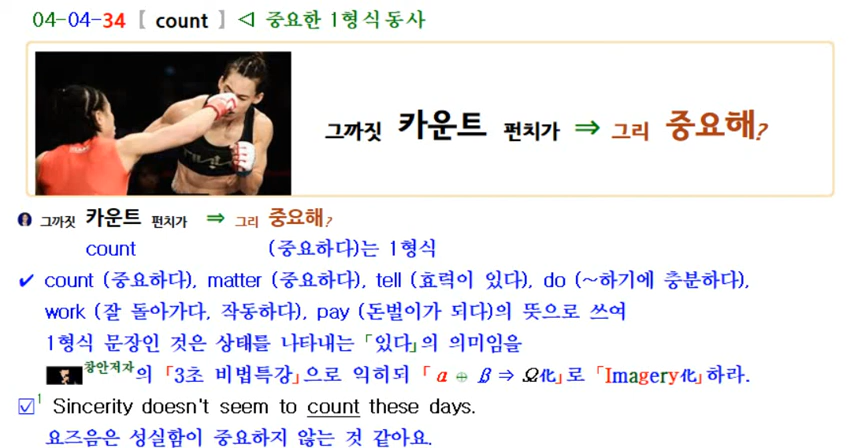 04-04-34 [ count ] ◁ 중요한 1형식동사
그까짓 카운트 펀치가 ⇒ 그리 중요해?
그까짓 카운트 펀치가 ⇒ 그리 중요해?
count (중요하다)는 1형식
✔ count (중요하다), matter (중요하다), tell (효력이 있다), do (~하기에 충분하다),
work (잘 돌아가다, 작동하다), pay (돈벌이가 되다)의 뜻으로 쓰여
1형식 문장인 것은 상태를 나타내는 「있다」의 의미임을
창안저자의 「3초 비법특강」으로 익히되 「α ⊕ β ⇒ Ω化」로 「Imagery化」하라.
☑1 Sincerity doesn't seem to count these days.
요즈음은 성실함이 중요하지 않는 것 같아요.